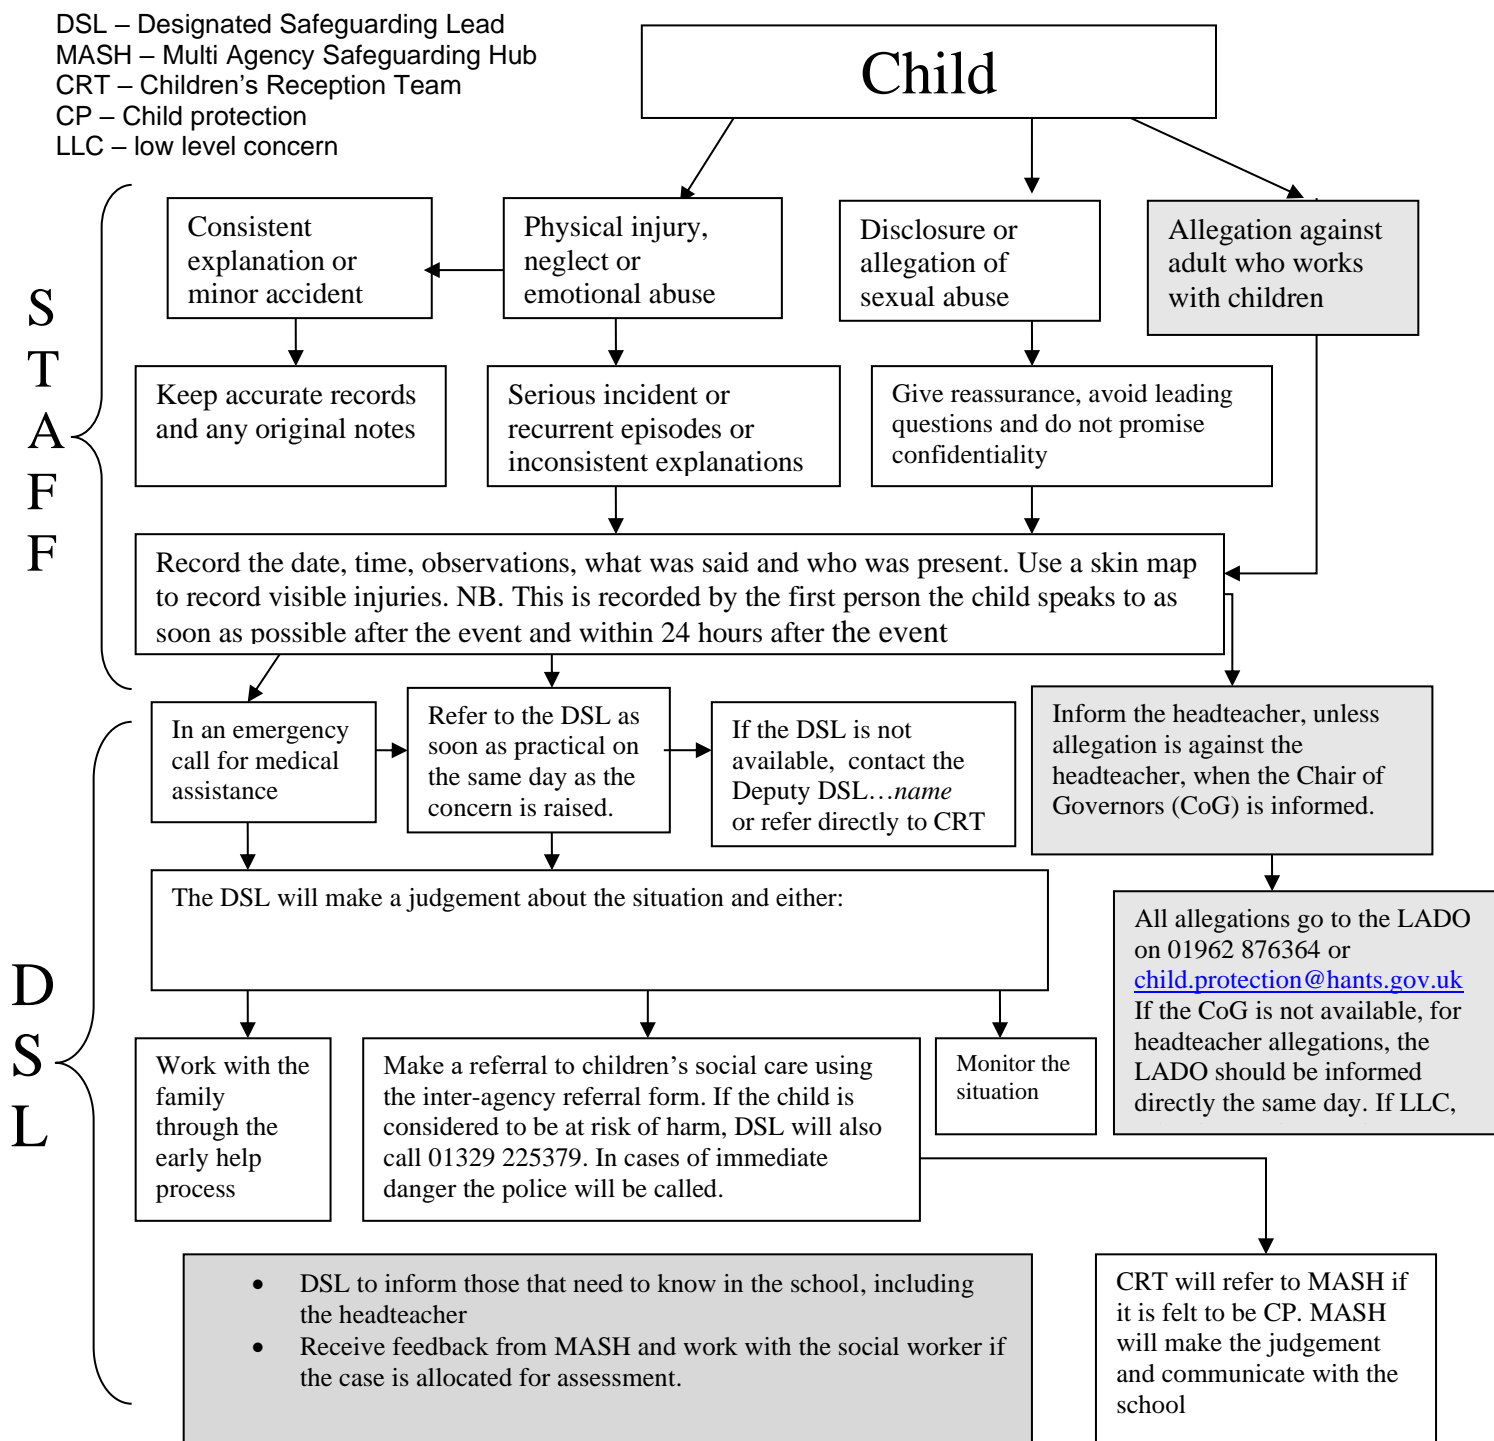 DSL – Designated Safeguarding Lead
MASH – Multi Agency Safeguarding Hub
CRT – Children's Reception Team
CP – Child protection
LLC – low level concern
Child
S
T
A
F
F
Consistent
explanation or
minor accident
Physical injury,
neglect or
emotional abuse
Disclosure or
allegation of
sexual abuse
Allegation against
adult who works
with children
Keep accurate records
and any original notes
Serious incident or
recurrent episodes or
inconsistent explanations
Give reassurance, avoid leading
questions and do not promise
confidentiality
Record the date, time, observations, what was said and who was present. Use a skin map
to record visible injuries. NB. This is recorded by the first person the child speaks to as
soon as possible after the event and within 24 hours after the event
D
S
L
In an emergency
call for medical
assistance
Refer to the DSL as
soon as practical on
the same day as the
concern is raised.
If the DSL is not
available,  contact the
Deputy DSL…name
or refer directly to CRT
Inform the headteacher, unless
allegation is against the
headteacher, when the Chair of
Governors (CoG) is informed.
The DSL will make a judgement about the situation and either:
All allegations go to the LADO
on 01962 876364 or
child.protection@hants.gov.uk
If the CoG is not available, for
headteacher allegations, the
LADO should be informed
directly the same day. If LLC,
Work with the
family
through the
early help
process
Make a referral to children's social care using
the inter-agency referral form. If the child is
considered to be at risk of harm, DSL will also
call 01329 225379. In cases of immediate
danger the police will be called.
Monitor the
situation
• DSL to inform those that need to know in the school, including
the headteacher
• Receive feedback from MASH and work with the social worker if
the case is allocated for assessment.
CRT will refer to MASH if
it is felt to be CP. MASH
will make the judgement
and communicate with the
school